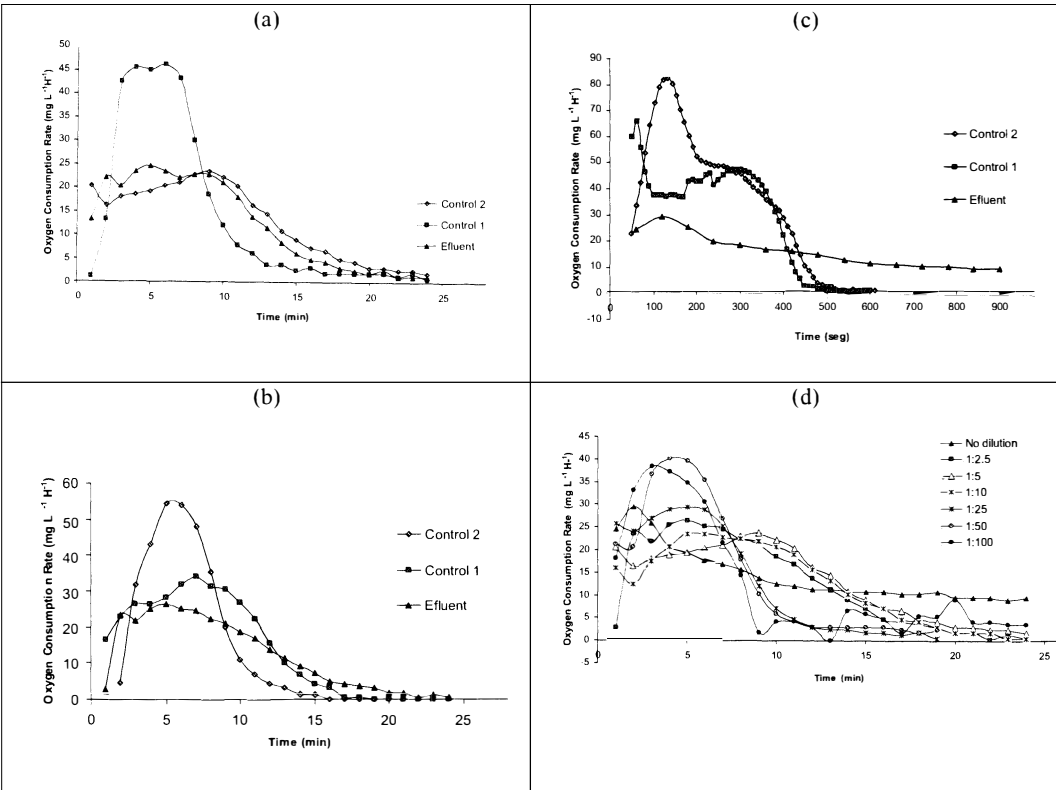 (a)
Oxygen Consumption Rate (mg L -1 H-1)
50
45
40
35
30
25
20
15
10
5
0
0 5 10 15 20 25
Time (min)
Control 2
Control 1
Efluent
(c)
Oxygen Consumption Rate (mg L -1 H-1)
90
80
70
60
50
40
30
20
10
0
-10
0 100 200 300 400 500 600 700 800 900
Time (seg)
Control 2
Control 1
Efluent
(b)
Oxygen Consumptio n Rate (mg L -1 H-1)
60
50
40
30
20
10
0
0 5 10 15 20 25
Time (min)
Control 2
Control 1
Efluent
(d)
Oxygen Consumption Rate (mg L -1 H-1)
45
40
35
30
25
20
15
10
5
0
-5
0 5 10 15 20 25
Time (min)
No dilution
1:2.5
1:5
1:10
1:25
1:50
1:100